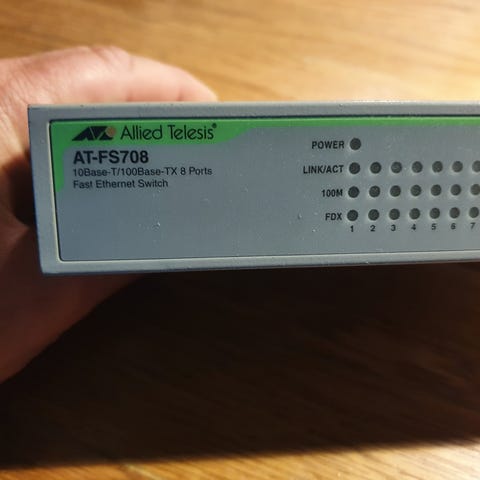 Allied Telesis®
AT-FS708
10Base-T/100Base-TX 8 Ports
Fast Ethernet Switch
POWER
LINK/ACT
100M
FDX
1 2 3 4 5 6 7